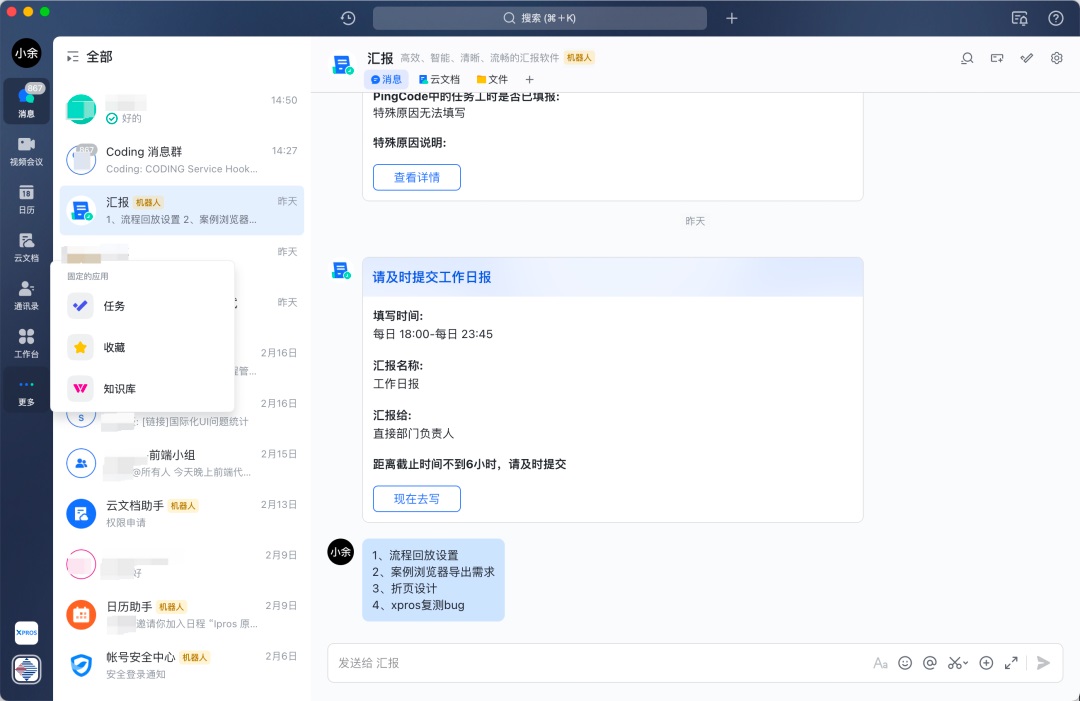 搜索 (⌘+K)
小余
867
消息
视频会议
18
日历
云文档
通讯录
工作台
更多
XPROS
全部
14:50
好的
867
Coding 消息群
14:27
Coding: CODING Service Hook...
汇报 机器人
昨天
1、流程回放设置 2、案例浏览器...
昨天
固定的应用
任务
收藏
知识库
昨天
2月16日
程管...
2月16日
S
: [链接]国际化UI问题统计
-前端小组
2月15日
@所有人 今天晚上前端代...
云文档助手 机器人
2月13日
权限申请
2月9日
好
日历助手 机器人
2月9日
邀请你加入日程 “Ipros 原...
帐号安全中心 机器人
2月6日
安全登录通知
汇报 高效、智能、清晰、流畅的汇报软件 机器人
消息 云文档 文件
PingCode中的任务工时是否已填报:
特殊原因无法填写
特殊原因说明:
查看详情
昨天
请及时提交工作日报
填写时间:
每日 18:00-每日 23:45
汇报名称:
工作日报
汇报给:
直接部门负责人
距离截止时间不到6小时，请及时提交
现在去写
小余
1、流程回放设置
2、案例浏览器导出需求
3、折页设计
4、xpros复测bug
发送给 汇报
Aa